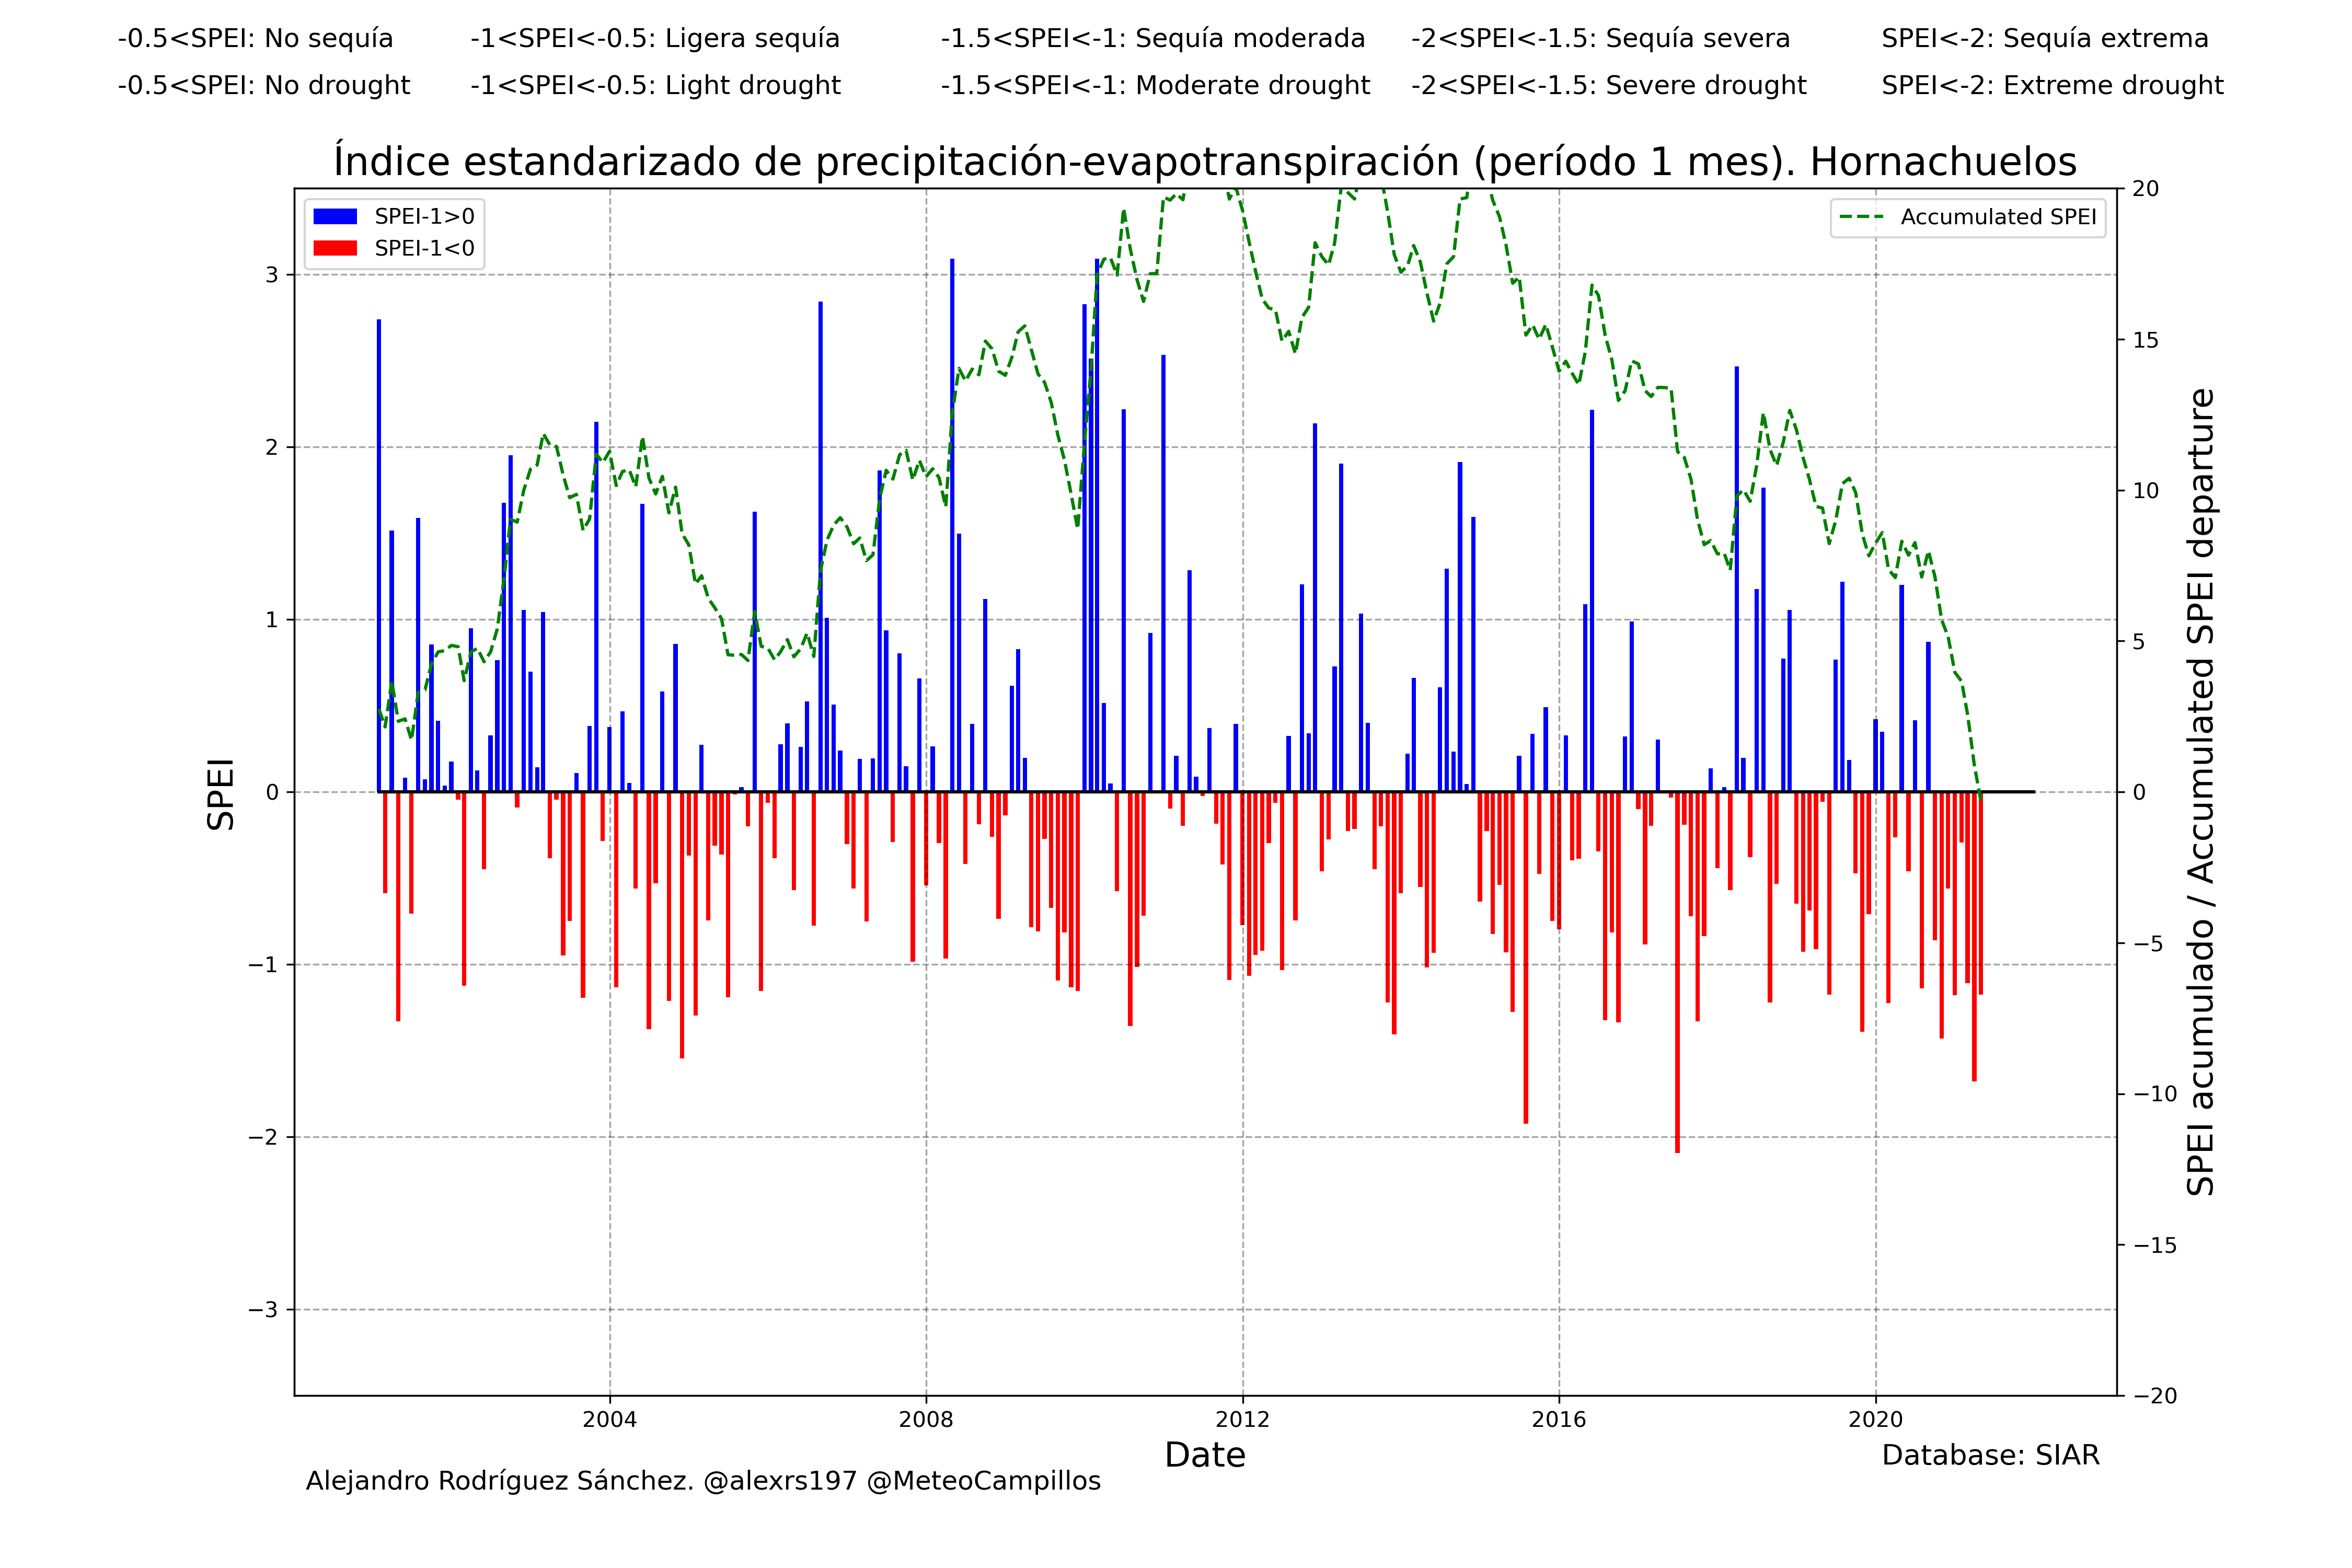 -0.5<SPEI: No sequía -1<SPEI<-0.5: Ligera sequía -1.5<SPEI<-1: Sequía moderada -2<SPEI<-1.5: Sequía severa SPEI<-2: Sequía extrema
-0.5<SPEI: No drought -1<SPEI<-0.5: Light drought -1.5<SPEI<-1: Moderate drought -2<SPEI<-1.5: Severe drought SPEI<-2: Extreme drought
Índice estandarizado de precipitación-evapotranspiración (período 1 mes). Hornachuelos
SPEI-1>0
SPEI-1<0
Accumulated SPEI
SPEI
3
2
1
0
−1
−2
−3
20
15
10
5
0
−5
−10
−15
−20
SPEI acumulado / Accumulated SPEI departure
2004 2008 2012 2016 2020
Date
Database: SIAR
Alejandro Rodríguez Sánchez. @alexrs197 @MeteoCampillos